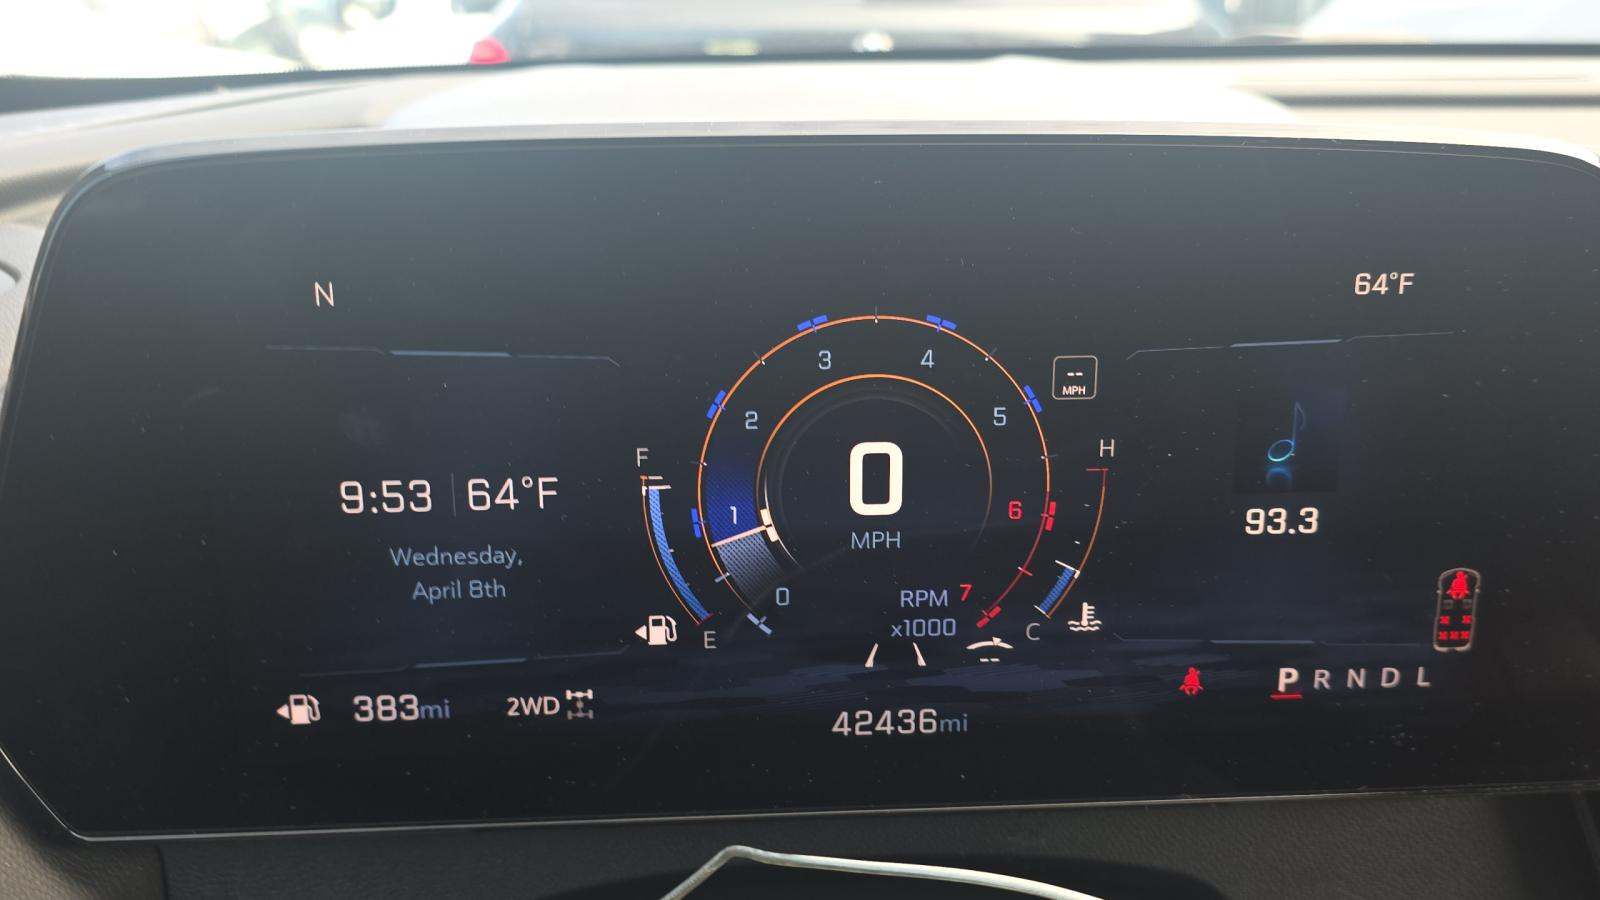 N
64°F
3
4
--
MPH
2
5
F
H
9:53
64°F
0
93.3
1
6
MPH
Wednesday,
April 8th
0
RPM
7
x1000
E
C
--
383mi
2WD
42436mi
P R N D L